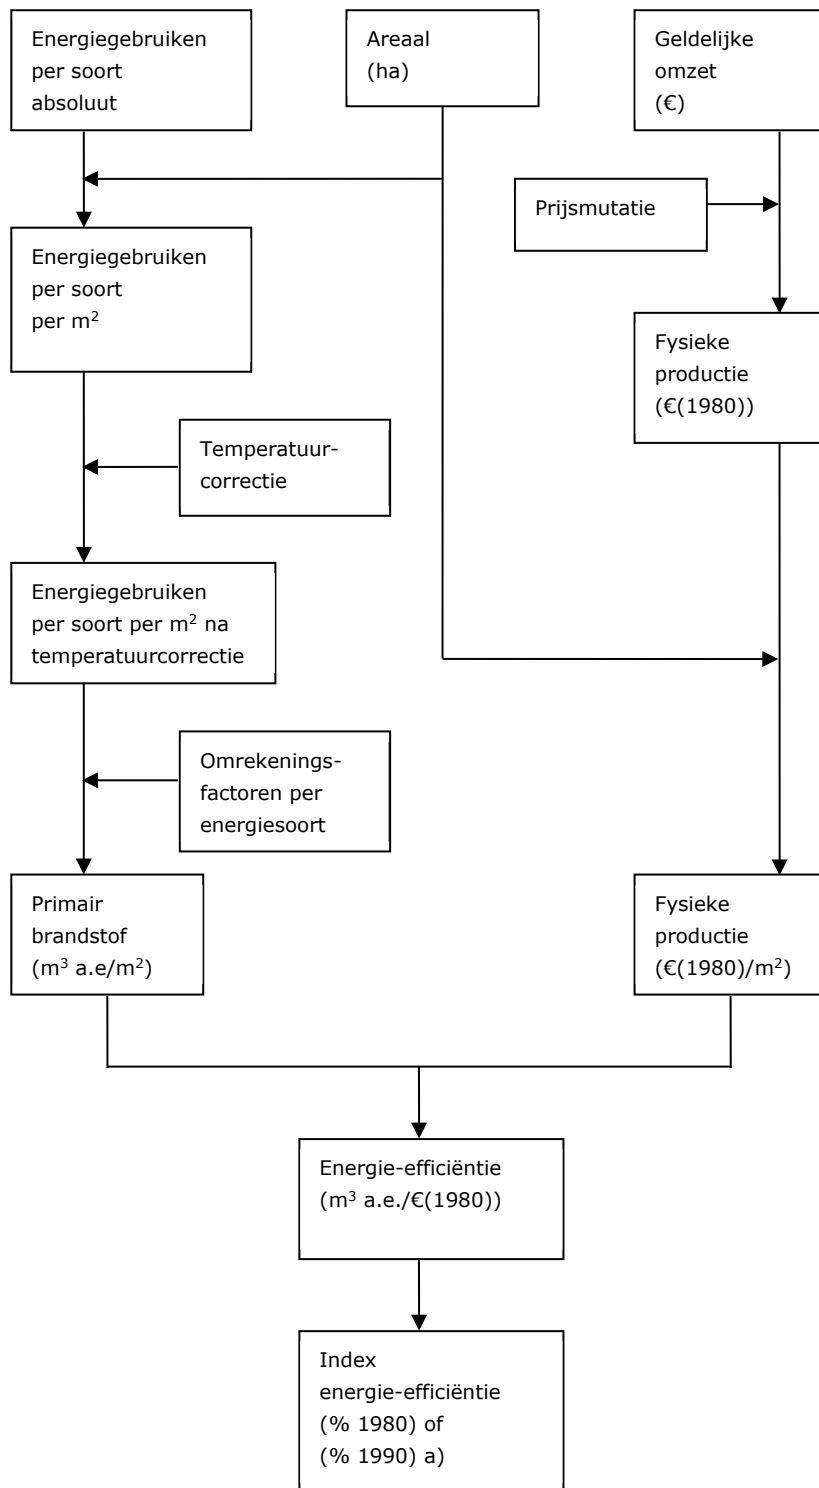 Energiegebruiken
per soort
absoluut
Areaal
(ha)
Geldelijke
omzet
(€)
Prijsmutatie
Energiegebruiken
per soort
per m²
Fysieke
productie
(€(1980))
Temperatuur-
correctie
Energiegebruiken
per soort per m² na
temperatuurcorrectie
Omrekenings-
factoren per
energiesoort
Primair
brandstof
(m³ a.e/m²)
Fysieke
productie
(€(1980)/m²)
Energie-efficiëntie
(m³ a.e./€(1980))
Index
energie-efficiëntie
(% 1980) of
(% 1990) a)